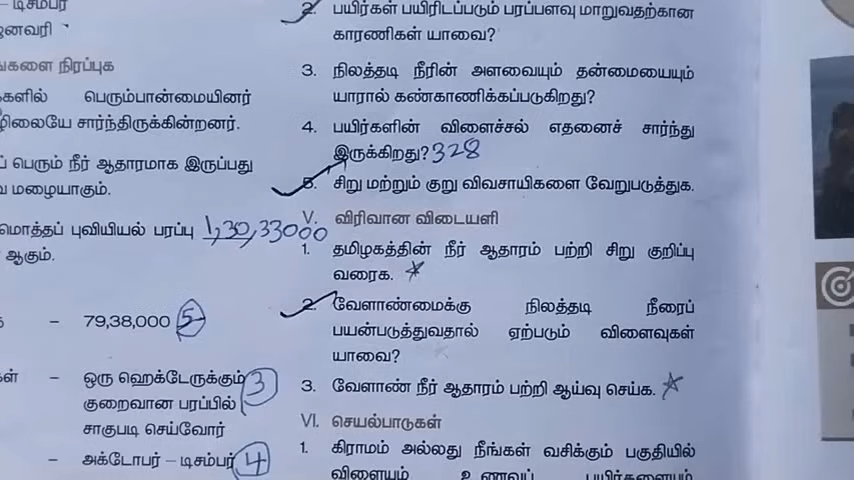 டிசம்பர்
ஜனவரி
களை நிரப்புக
களில் பெரும்பான்மையினர்
ழிலையே சார்ந்திருக்கின்றனர்.
ப் பெரும் நீர் ஆதாரமாக இருப்பது
மழையாகும்.
மொத்தப் புவியியல் பரப்பு 1,30,33000
ஆகும்.
– 79,38,000 5
– ஒரு ஹெக்டேருக்கும் 3
குறைவான பரப்பில்
சாகுபடி செய்வோர்
– அக்டோபர் – டிசம்பர் 4
2. பயிர்கள் பயிரிடப்படும் பரப்பளவு மாறுவதற்கான
காரணிகள் யாவை?
3. நிலத்தடி நீரின் அளவையும் தன்மையையும்
யாரால் கண்காணிக்கப்படுகிறது?
4. பயிர்களின் விளைச்சல் எதனைச் சார்ந்து
இருக்கிறது? 328
5. சிறு மற்றும் குறு விவசாயிகளை வேறுபடுத்துக.
V. விரிவான விடையளி
1. தமிழகத்தின் நீர் ஆதாரம் பற்றி சிறு குறிப்பு
வரைக.
2. வேளாண்மைக்கு நிலத்தடி நீரைப்
பயன்படுத்துவதால் ஏற்படும் விளைவுகள்
யாவை?
3. வேளாண் நீர் ஆதாரம் பற்றி ஆய்வு செய்க.
VI. செயல்பாடுகள்
1. கிராமம் அல்லது நீங்கள் வசிக்கும் பகுதியில்
விளையும் உணவுப் பயிர்களையும்